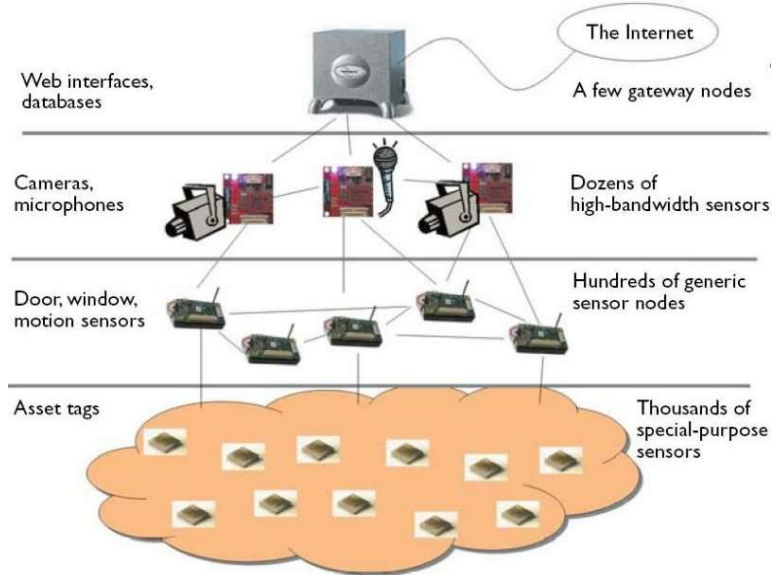 The Internet
Web interfaces,
databases
A few gateway nodes
Cameras,
microphones
Dozens of
high-bandwidth sensors
Door, window,
motion sensors
Hundreds of generic
sensor nodes
Asset tags
Thousands of
special-purpose
sensors